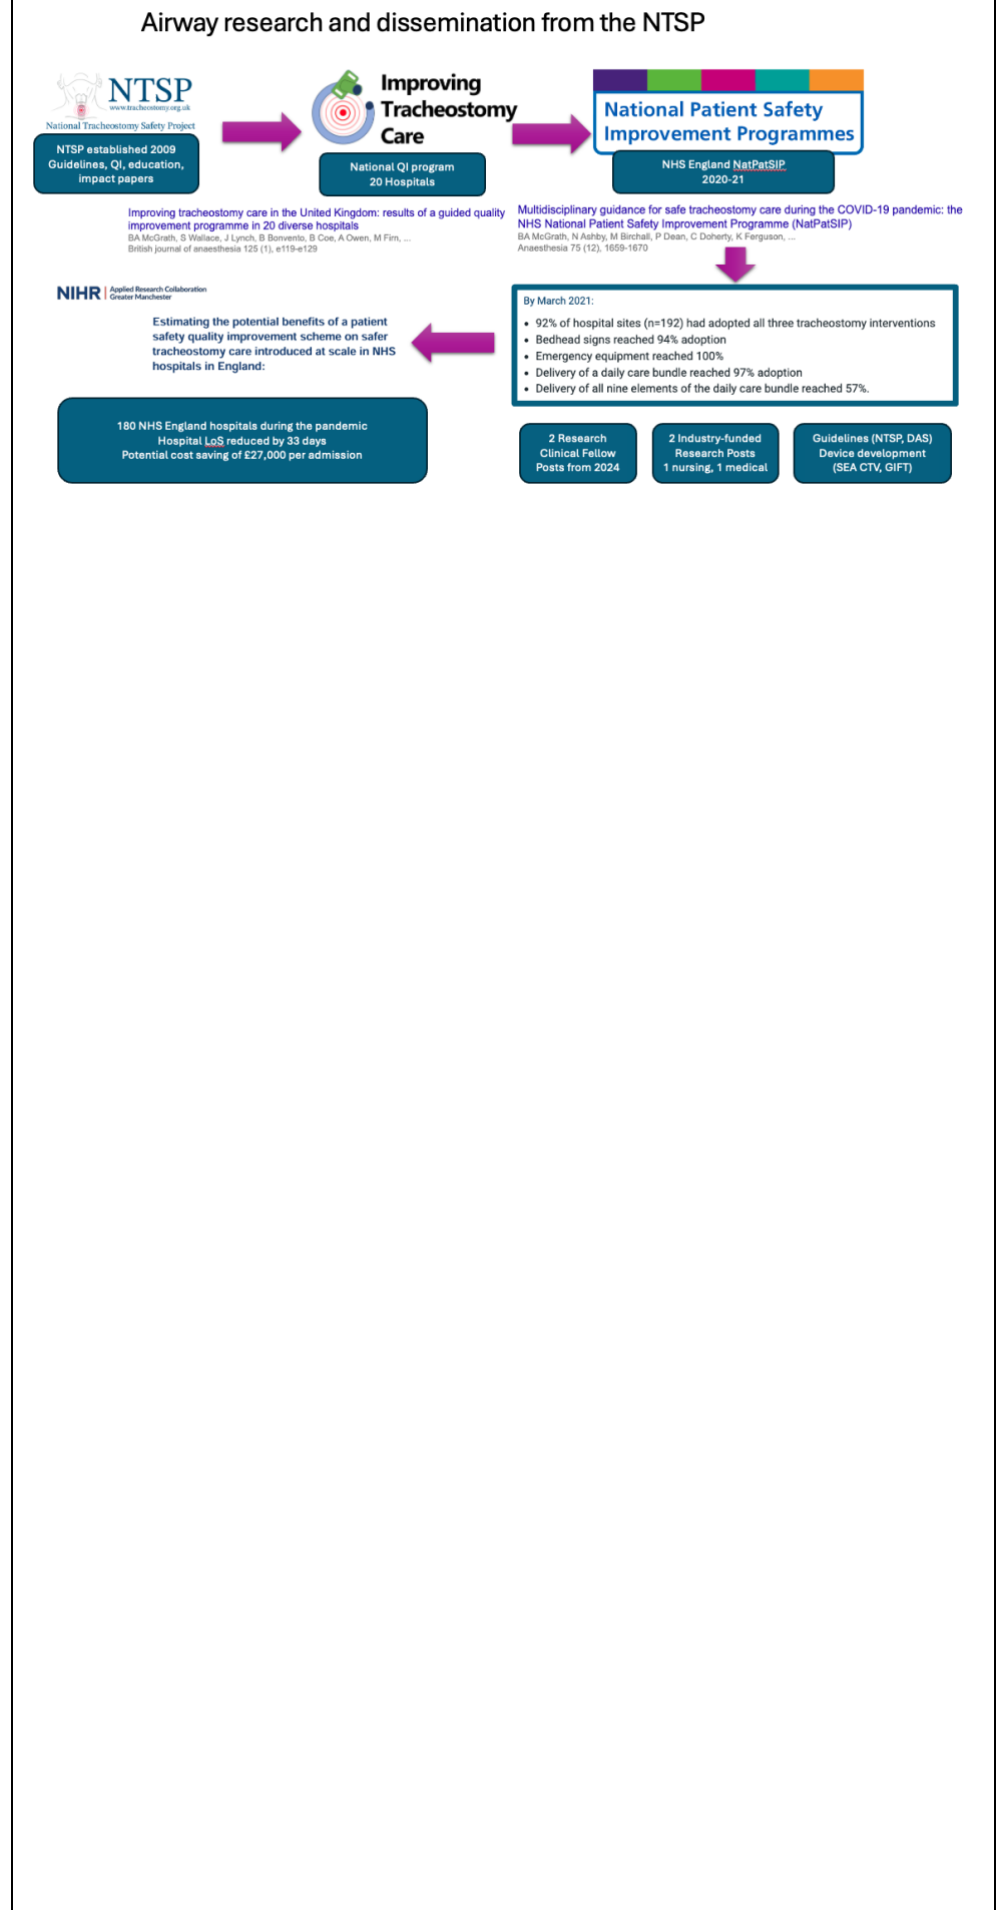 Airway research and dissemination from the NTSP
NTSP
www.tracheostomy.org.uk
National Tracheostomy Safety Project
NTSP established 2009
Guidelines, QI, education,
impact papers
Improving
Tracheostomy
Care
National QI program
20 Hospitals
National Patient Safety
Improvement Programmes
NHS England NatPatSIP
2020-21
Improving tracheostomy care in the United Kingdom: results of a guided quality
improvement programme in 20 diverse hospitals
BA McGrath, S Wallace, J Lynch, B Bonvento, B Coe, A Owen, M Firn, ...
British journal of anaesthesia 125 (1), e119-e129
Multidisciplinary guidance for safe tracheostomy care during the COVID-19 pandemic: the
NHS National Patient Safety Improvement Programme (NatPatSIP)
BA McGrath, N Ashby, M Birchall, P Dean, C Doherty, K Ferguson, ...
Anaesthesia 75 (12), 1659-1670
NIHR | Applied Research Collaboration
Greater Manchester
Estimating the potential benefits of a patient
safety quality improvement scheme on safer
tracheostomy care introduced at scale in NHS
hospitals in England:
By March 2021:
• 92% of hospital sites (n=192) had adopted all three tracheostomy interventions
• Bedhead signs reached 94% adoption
• Emergency equipment reached 100%
• Delivery of a daily care bundle reached 97% adoption
• Delivery of all nine elements of the daily care bundle reached 57%.
180 NHS England hospitals during the pandemic
Hospital LoS reduced by 33 days
Potential cost saving of £27,000 per admission
2 Research
Clinical Fellow
Posts from 2024
2 Industry-funded
Research Posts
1 nursing, 1 medical
Guidelines (NTSP, DAS)
Device development
(SEA CTV, GIFT)